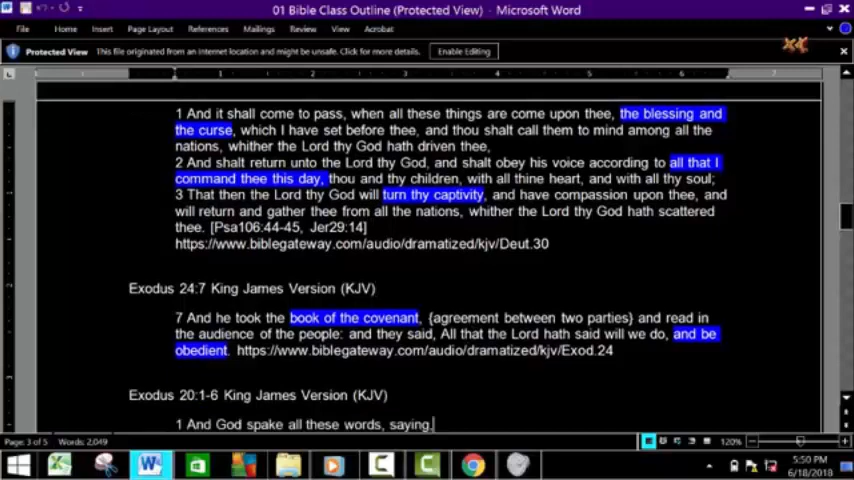 01 Bible Class Outline (Protected View) - Microsoft Word
File Home Insert Page Layout References Mailings Review View Acrobat
Protected View This file originated from an Internet location and might be unsafe. Click for more details. Enable Editing
1 And it shall come to pass, when all these things are come upon thee, the blessing and
the curse, which I have set before thee, and thou shalt call them to mind among all the
nations, whither the Lord thy God hath driven thee,
2 And shalt return unto the Lord thy God, and shalt obey his voice according to all that I
command thee this day, thou and thy children, with all thine heart, and with all thy soul;
3 That then the Lord thy God will turn thy captivity, and have compassion upon thee, and
will return and gather thee from all the nations, whither the Lord thy God hath scattered
thee. [Psa106:44-45, Jer29:14]
https://www.biblegateway.com/audio/dramatized/kjv/Deut.30
Exodus 24:7 King James Version (KJV)
7 And he took the book of the covenant, {agreement between two parties} and read in
the audience of the people: and they said, All that the Lord hath said will we do, and be
obedient. https://www.biblegateway.com/audio/dramatized/kjv/Exod.24
Exodus 20:1-6 King James Version (KJV)
1 And God spake all these words, saying,
Page: 3 of 5 Words: 2,049 120%
5:50 PM
6/18/2018